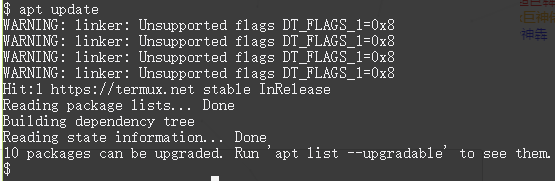 $ apt update
WARNING: linker: Unsupported flags DT_FLAGS_1=0x8
WARNING: linker: Unsupported flags DT_FLAGS_1=0x8
WARNING: linker: Unsupported flags DT_FLAGS_1=0x8
WARNING: linker: Unsupported flags DT_FLAGS_1=0x8
Hit:1 https://termux.net stable InRelease
Reading package lists... Done
Building dependency tree
Reading state information... Done
10 packages can be upgraded. Run 'apt list --upgradable' to see them.
$